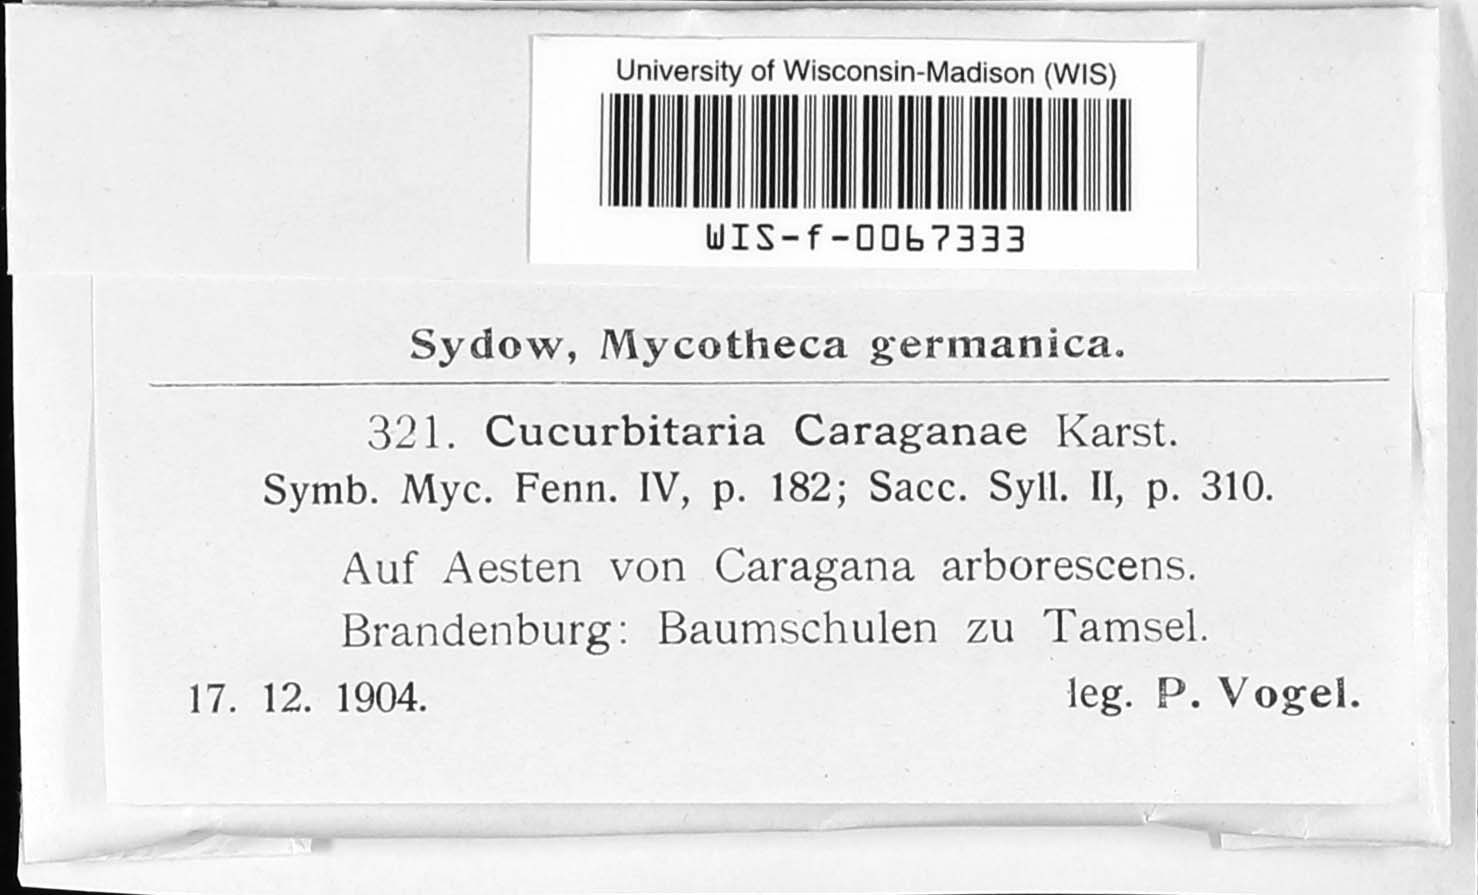 University of Wisconsin-Madison (WIS)
WIS-f-0067333
Sydow, Mycotheca germanica.
321. Cucurbitaria Caraganae Karst.
Symb. Myc. Fenn. IV, p. 182; Sacc. Syll. II, p. 310.
Auf Aesten von Caragana arborescens.
Brandenburg: Baumschulen zu Tamsel.
17. 12. 1904. leg. P. Vogel.